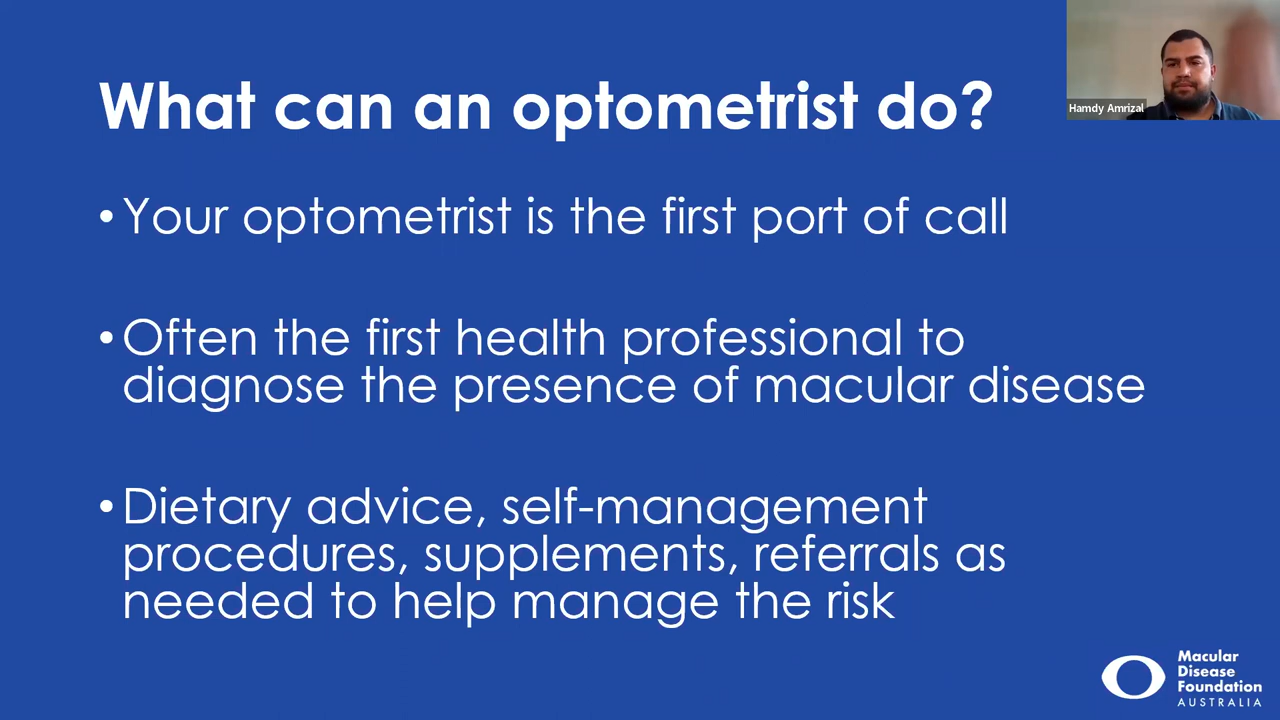 What can an optometrist do?
Hamdy Amrizal
• Your optometrist is the first port of call
• Often the first health professional to
diagnose the presence of macular disease
• Dietary advice, self-management
procedures, supplements, referrals as
needed to help manage the risk
Macular
Disease
Foundation
AUSTRALIA